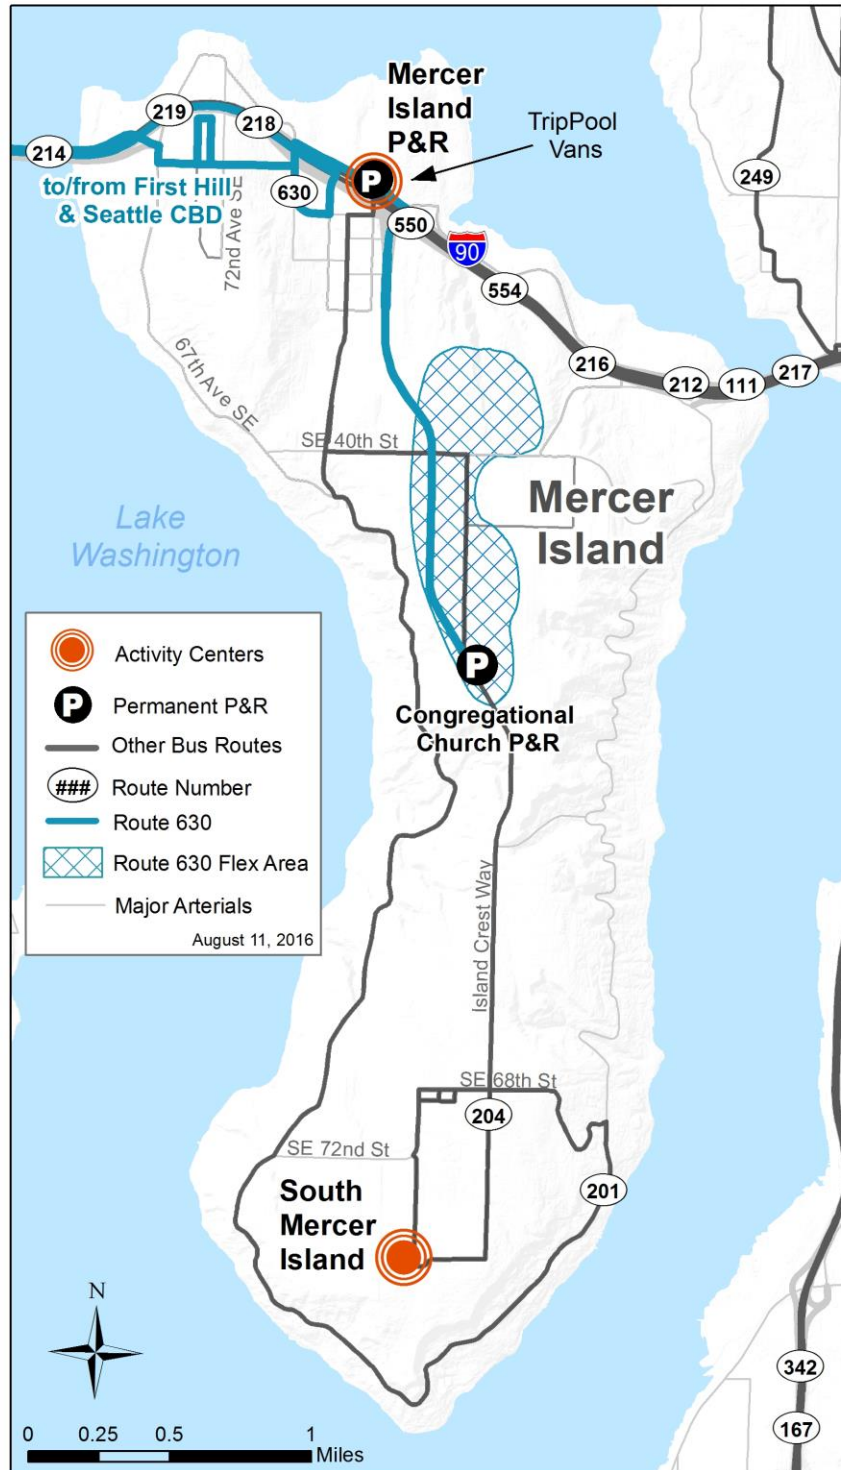 Mercer
Island
P&R
TripPool
Vans
219
218
214
249
to/from First Hill
& Seattle CBD
630
72nd Ave SE
550
90
554
67th Ave SE
216
212
111
217
SE 40th St
Mercer
Island
Lake
Washington
P
P
Congregational
Church P&R
Activity Centers
P
Permanent P&R
Other Bus Routes
###
Route Number
Route 630
Route 630 Flex Area
Major Arterials
August 11, 2016
Island Crest Way
SE 68th St
204
SE 72nd St
201
South
Mercer
Island
N
342
167
0 0.25 0.5 1
Miles